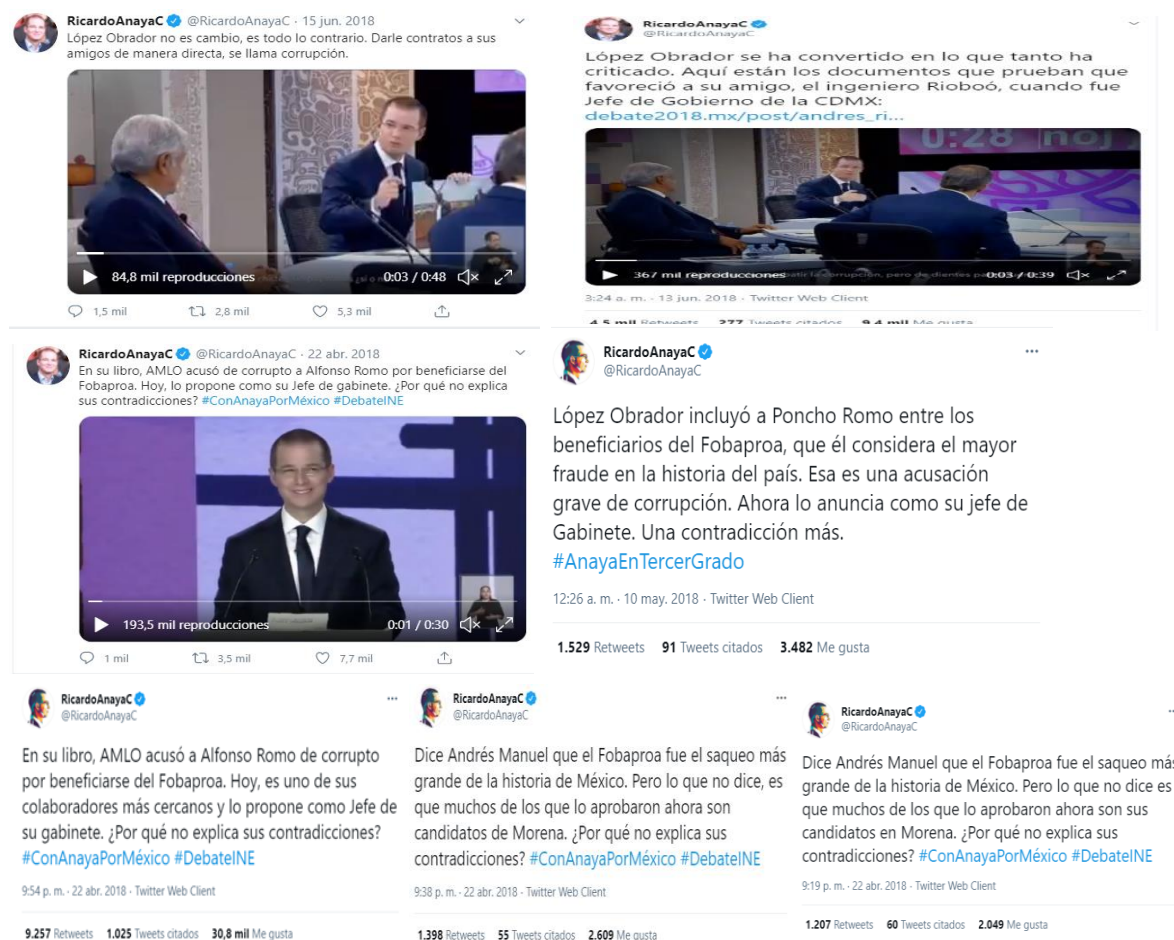 RicardoAnayaC @RicardoAnayaC · 15 jun. 2018
López Obrador no es cambio, es todo lo contrario. Darle contratos a sus
amigos de manera directa, se llama corrupción.
84,8 mil reproducciones
0:03 / 0:48
1,5 mil 2,8 mil 5,3 mil
RicardoAnayaC
@RicardoAnayaC
López Obrador se ha convertido en lo que tanto ha
criticado. Aquí están los documentos que prueban que
favoreció a su amigo, el ingeniero Rioboó, cuando fue
Jefe de Gobierno de la CDMX:
debate2018.mx/post/andres_ri...
0:28
367 mil reproducciones
corrupción, pero de dientes
0:03 / 0:39
3:24 a. m. · 13 jun. 2018 · Twitter Web Client
4,5 mil Retweets 277 Tweets citados 9,4 mil Me gusta
RicardoAnayaC @RicardoAnayaC · 22 abr. 2018
En su libro, AMLO acusó de corrupto a Alfonso Romo por beneficiarse del
Fobaproa. Hoy, lo propone como su Jefe de gabinete. ¿Por qué no explica
sus contradicciones? #ConAnayaPorMéxico #DebateINE
193,5 mil reproducciones
0:01 / 0:30
1 mil 3,5 mil 7,7 mil
RicardoAnayaC
@RicardoAnayaC
López Obrador incluyó a Poncho Romo entre los
beneficiarios del Fobaproa, que él considera el mayor
fraude en la historia del país. Esa es una acusación
grave de corrupción. Ahora lo anuncia como su jefe de
Gabinete. Una contradicción más.
#AnayaEnTercerGrado
12:26 a. m. · 10 may. 2018 · Twitter Web Client
1.529 Retweets 91 Tweets citados 3.482 Me gusta
RicardoAnayaC
@RicardoAnayaC
En su libro, AMLO acusó a Alfonso Romo de corrupto
por beneficiarse del Fobaproa. Hoy, es uno de sus
colaboradores más cercanos y lo propone como Jefe de
su gabinete. ¿Por qué no explica sus contradicciones?
#ConAnayaPorMéxico #DebateINE
9:54 p. m. · 22 abr. 2018 · Twitter Web Client
9.257 Retweets 1.025 Tweets citados 30,8 mil Me gusta
RicardoAnayaC
@RicardoAnayaC
Dice Andrés Manuel que el Fobaproa fue el saqueo más
grande de la historia de México. Pero lo que no dice, es
que muchos de los que lo aprobaron ahora son
candidatos de Morena. ¿Por qué no explica sus
contradicciones? #ConAnayaPorMéxico #DebateINE
9:38 p. m. · 22 abr. 2018 · Twitter Web Client
1.398 Retweets 55 Tweets citados 2.609 Me gusta
RicardoAnayaC
@RicardoAnayaC
Dice Andrés Manuel que el Fobaproa fue el saqueo más
grande de la historia de México. Pero lo que no dice es
que muchos de los que lo aprobaron ahora son sus
candidatos en Morena. ¿Por qué no explica sus
contradicciones? #ConAnayaPorMéxico #DebateINE
9:19 p. m. · 22 abr. 2018 · Twitter Web Client
1.207 Retweets 60 Tweets citados 2.049 Me gusta